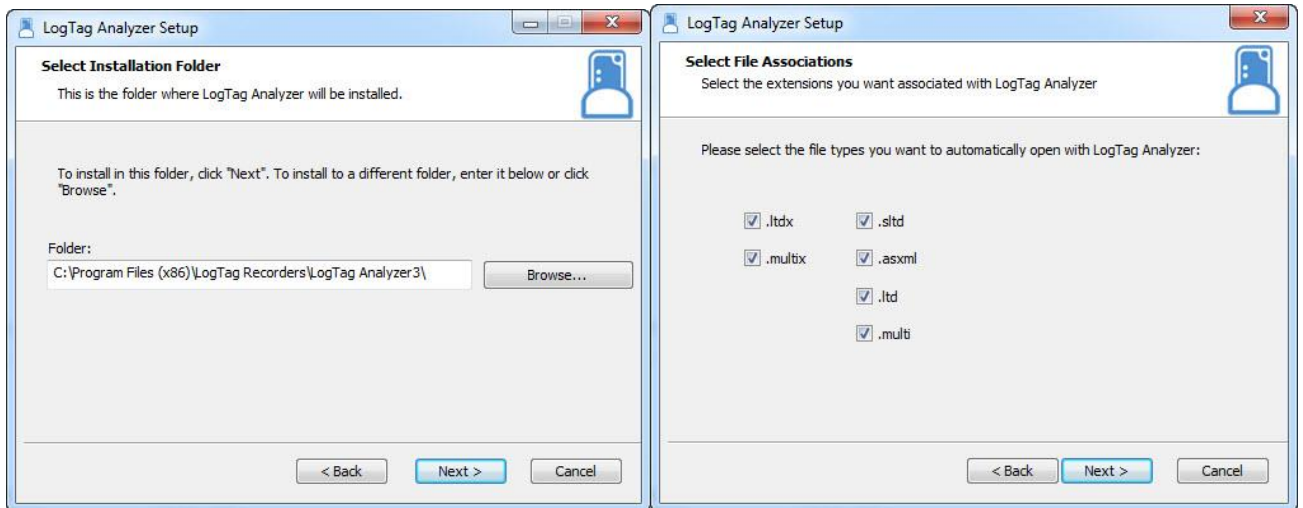 LogTag Analyzer Setup
Select Installation Folder
This is the folder where LogTag Analyzer will be installed.
To install in this folder, click "Next". To install to a different folder, enter it below or click
"Browse".
Folder:
C:\Program Files (x86)\LogTag Recorders\LogTag Analyzer3\
Browse...
< Back
Next >
Cancel
LogTag Analyzer Setup
Select File Associations
Select the extensions you want associated with LogTag Analyzer
Please select the file types you want to automatically open with LogTag Analyzer:
.ltdx
.sltd
.multix
.asxml
.ltd
.multi
< Back
Next >
Cancel